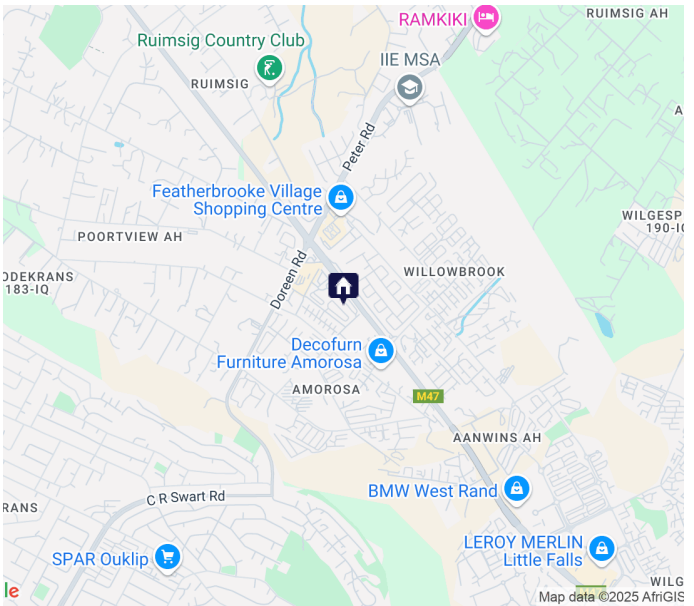 RAMKIKI
RUIMSIG AH
Ruimsig Country Club
IIE MSA
RUIMSIG
Peter Rd
Featherbrooke Village
Shopping Centre
WILGESP
190-IQ
POORTVIEW AH
Doreen Rd
WILLOWBROOK
ODEKRANS
183-IQ
Decofurn
Furniture Amorosa
AMOROSA
M47
AANWINS AH
BMW West Rand
C R Swart Rd
RANS
LEROY MERLIN
Little Falls
SPAR Ouklip
WILG
le
Map data ©2025 AfriGIS